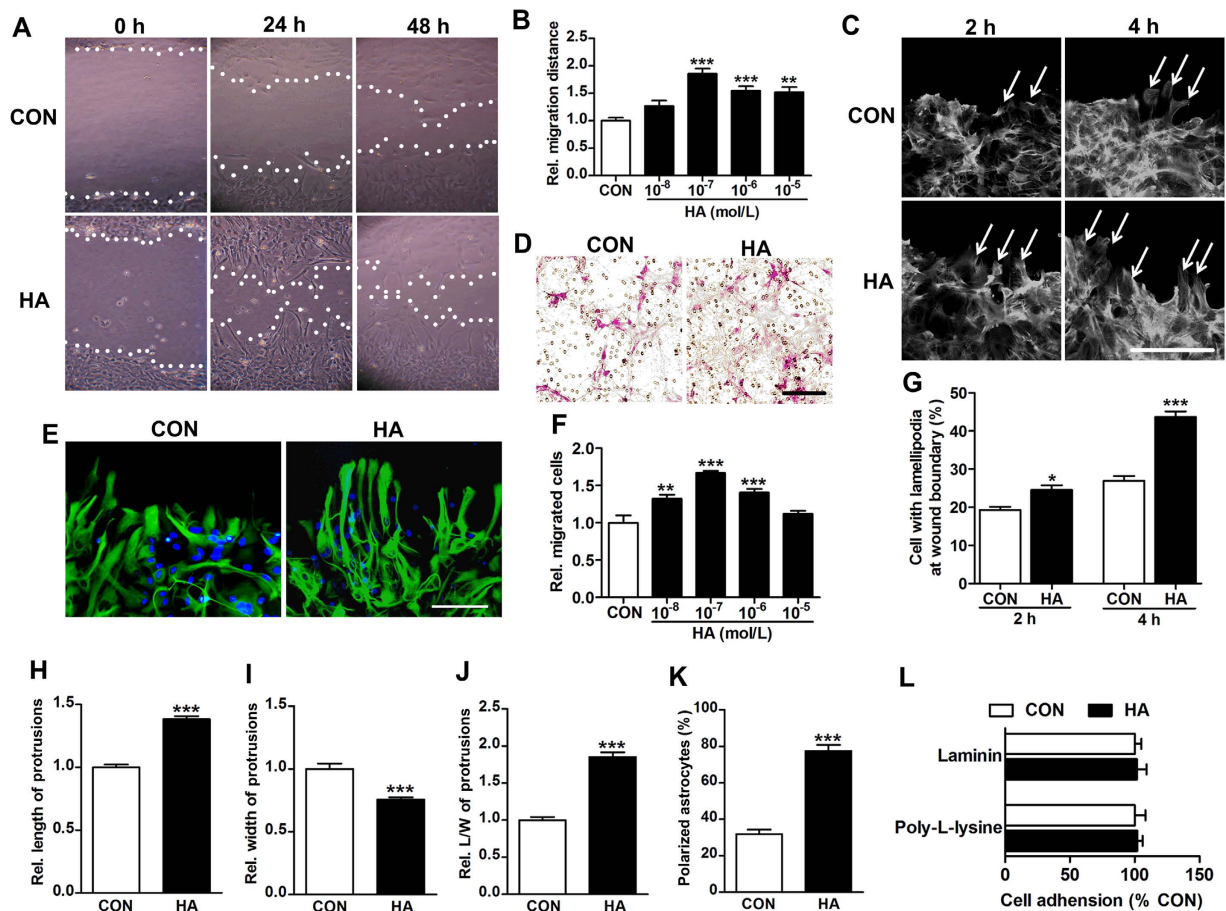 A
0 h
24 h
48 h
CON
HA
B
Rel. migration distance
2.5
2.0
1.5
1.0
0.5
0.0
***
***
**
CON
10-8
10-7
10-6
10-5
HA (mol/L)
C
2 h
4 h
CON
HA
D
CON
HA
E
CON
HA
F
Rel. migrated cells
2.0
1.5
1.0
0.5
0.0
**
***
***
CON
10-8
10-7
10-6
10-5
HA (mol/L)
G
Cell with lamellipodia
at wound boundary (%)
50
40
30
20
10
0
*
***
CON
HA
CON
HA
2 h
4 h
H
Rel. length of protrusions
1.5
1.0
0.5
0.0
***
CON
HA
I
Rel. width of protrusions
1.5
1.0
0.5
0.0
***
CON
HA
J
Rel. L/W of protrusions
2.5
2.0
1.5
1.0
0.5
0.0
***
CON
HA
K
Polarized astrocytes (%)
80
60
40
20
0
***
CON
HA
L
CON
HA
Laminin
Poly-L-lysine
0
50
100
150
Cell adhension (% CON)